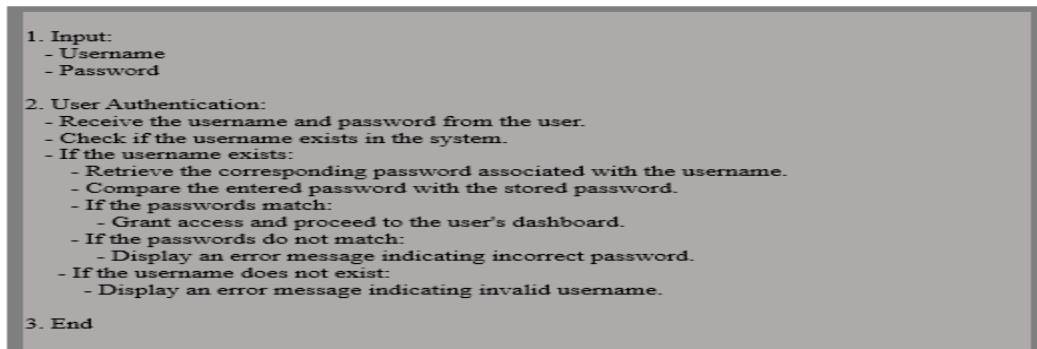 1. Input:
- Username
- Password
2. User Authentication:
- Receive the username and password from the user.
- Check if the username exists in the system.
- If the username exists:
- Retrieve the corresponding password associated with the username.
- Compare the entered password with the stored password.
- If the passwords match:
- Grant access and proceed to the user's dashboard.
- If the passwords do not match:
- Display an error message indicating incorrect password.
- If the username does not exist:
- Display an error message indicating invalid username.
3. End